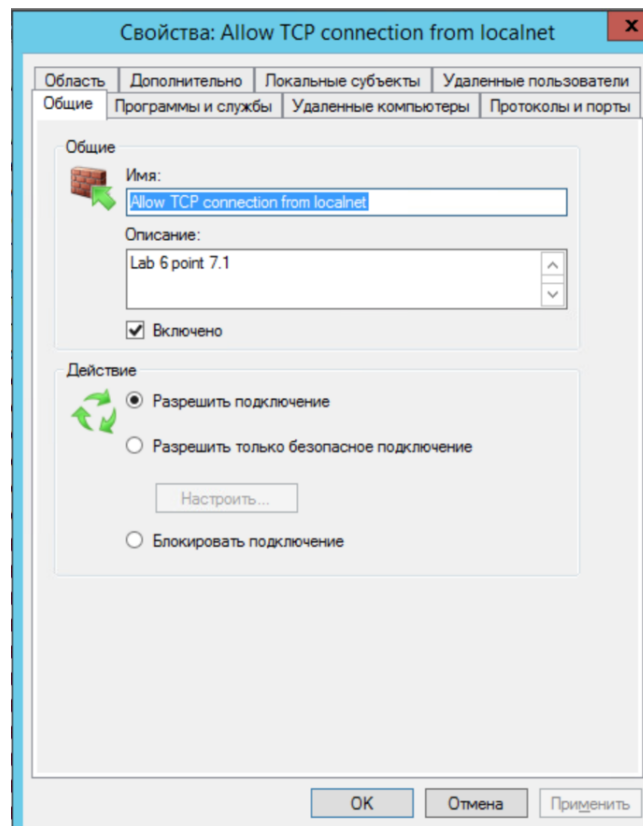 Свойства: Allow TCP connection from localnet
x
Область Дополнительно Локальные субъекты Удаленные пользователи
Общие Программы и службы Удаленные компьютеры Протоколы и порты
Общие
Имя:
Allow TCP connection from localnet
Описание:
Lab 6 point 7.1
Включено
Действие
Разрешить подключение
Разрешить только безопасное подключение
Настроить...
Блокировать подключение
OK Отмена Применить